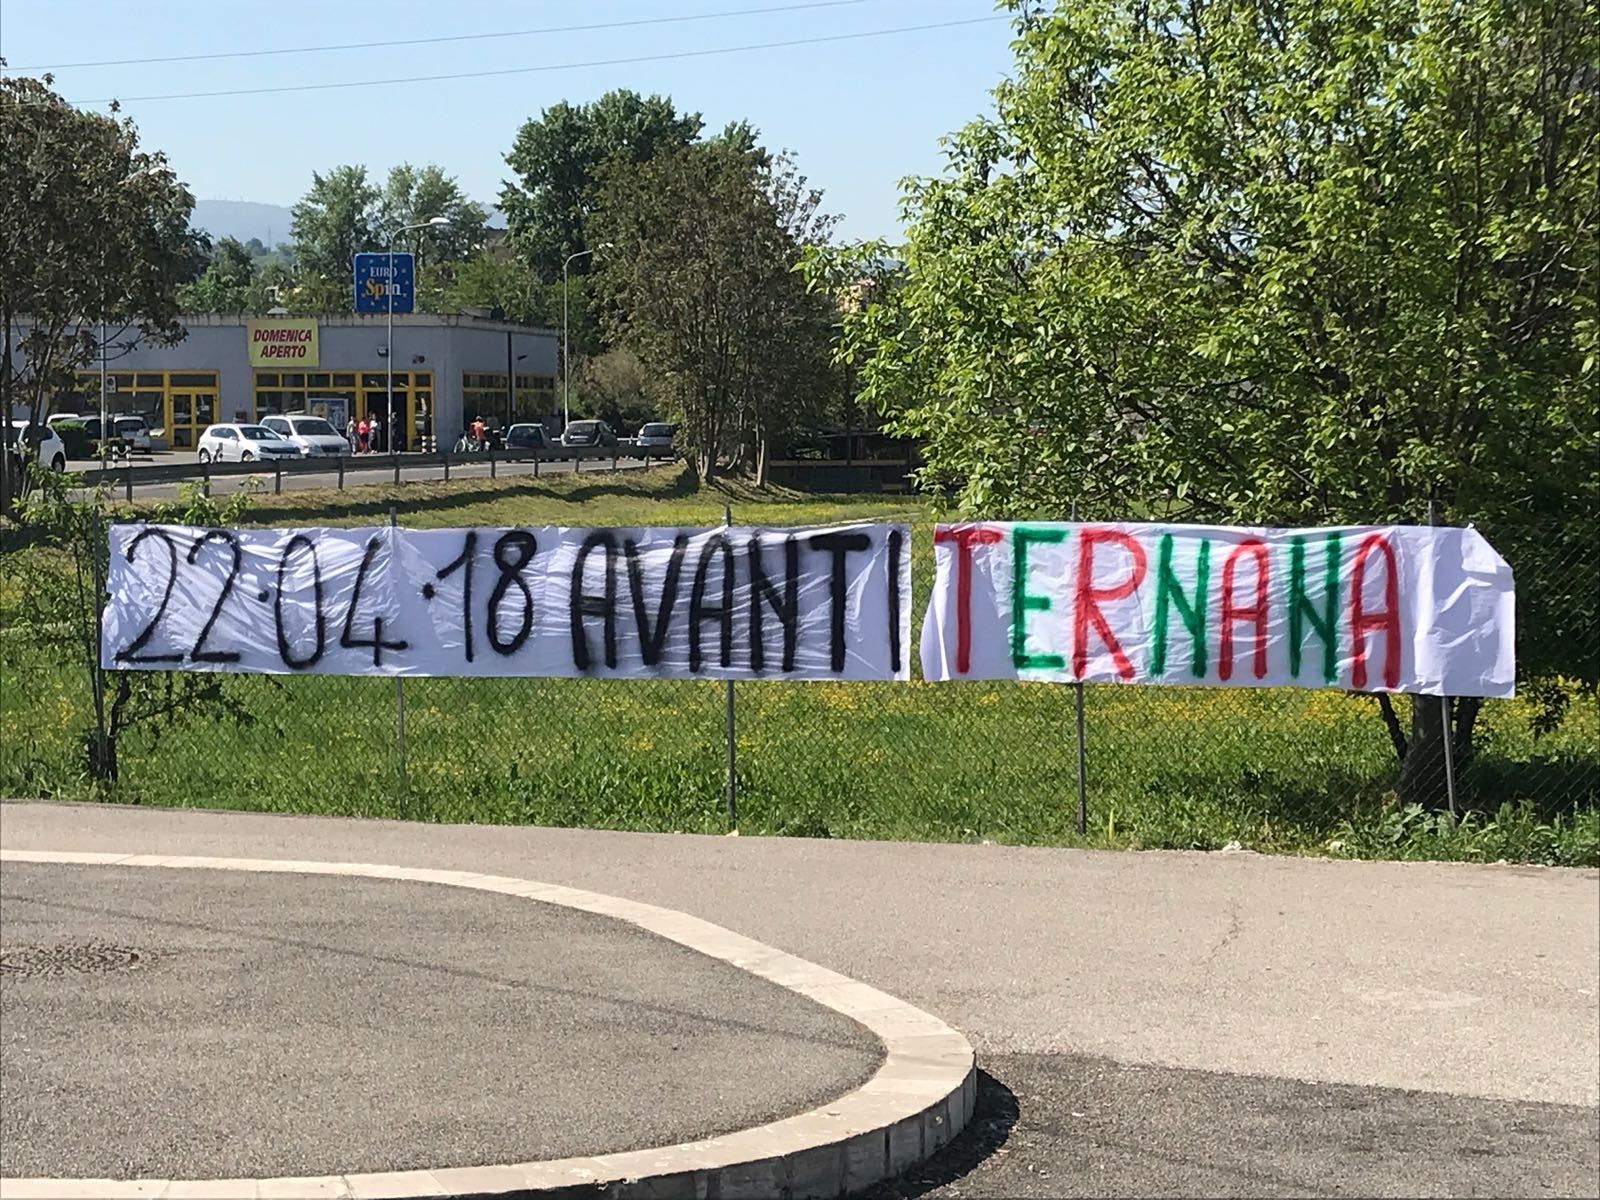 EURO
Spin
DOMENICA
APERTO
22·04·18 AVANTI TERNANA